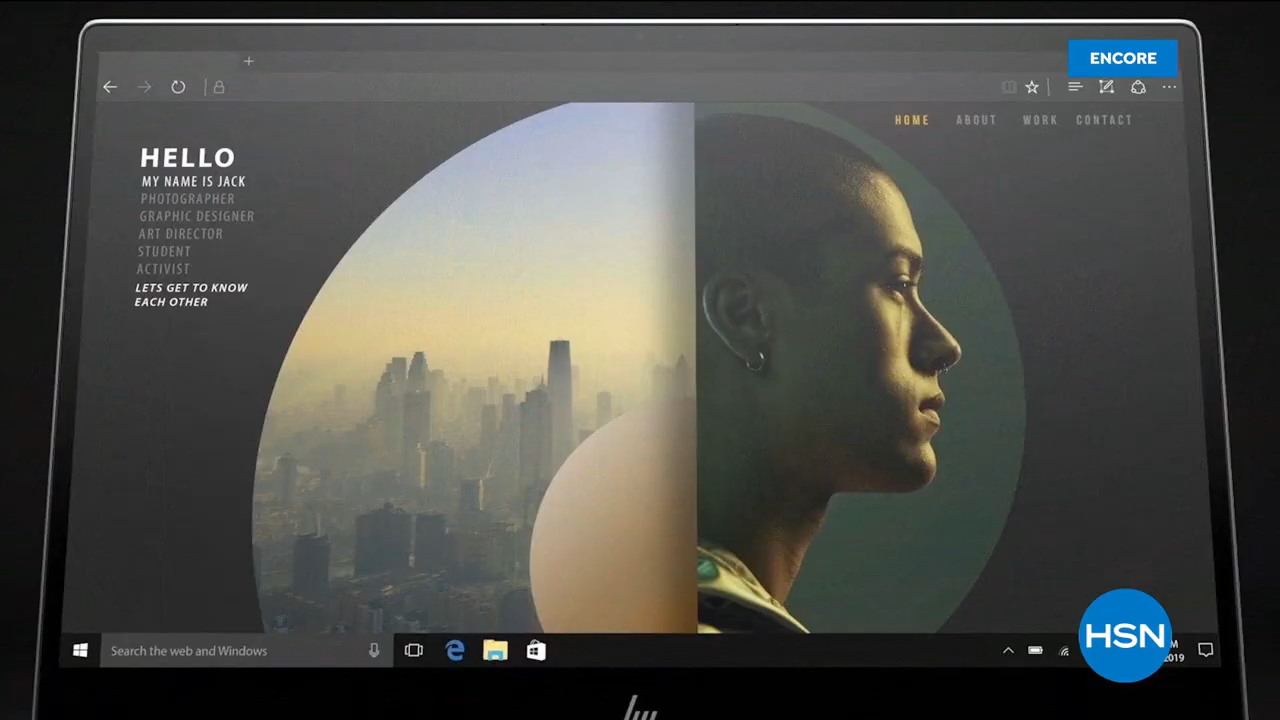 ENCORE
HOME ABOUT WORK CONTACT
HELLO
MY NAME IS JACK
PHOTOGRAPHER
GRAPHIC DESIGNER
ART DIRECTOR
STUDENT
ACTIVIST
LETS GET TO KNOW
EACH OTHER
Search the web and Windows
HSN
M
2019
hp